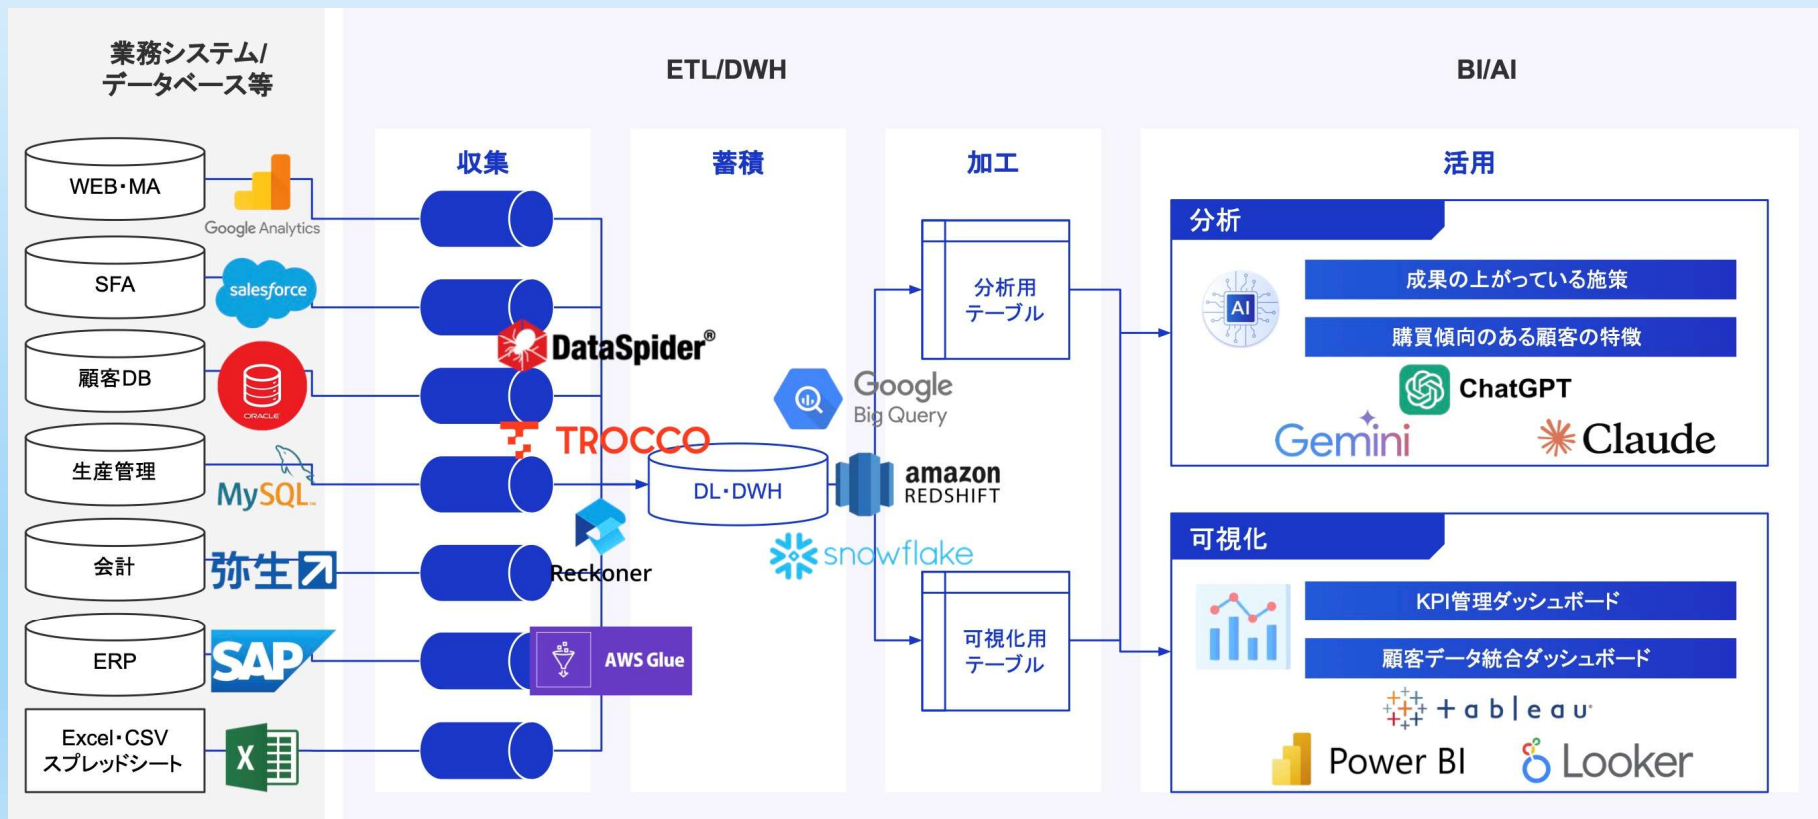 業務システム/
データベース等
ETL/DWH
BI/AI
WEB・MA
Google Analytics
SFA
salesforce
顧客DB
ORACLE
生産管理
MySQL™
会計
弥生
ERP
SAP
Excel・CSV
スプレッドシート
X
収集
DataSpider®
TROCCO
Reckoner
AWS Glue
蓄積
DL・DWH
Google
Big Query
amazon
REDSHIFT
snowflake
加工
分析用
テーブル
可視化用
テーブル
活用
分析
AI
成果の上がっている施策
購買傾向のある顧客の特徴
ChatGPT
Gemini
Claude
可視化
KPI管理ダッシュボード
顧客データ統合ダッシュボード
+ableau
Power BI
Looker